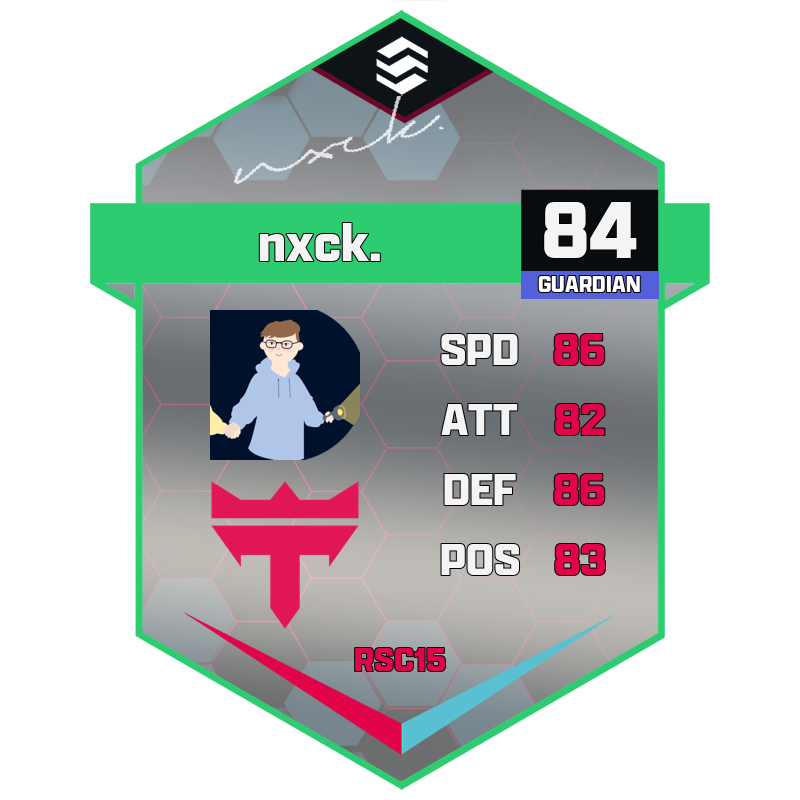 nxck.
nxck.
84
GUARDIAN
SPD 86
ATT 82
DEF 86
POS 83
RSC15